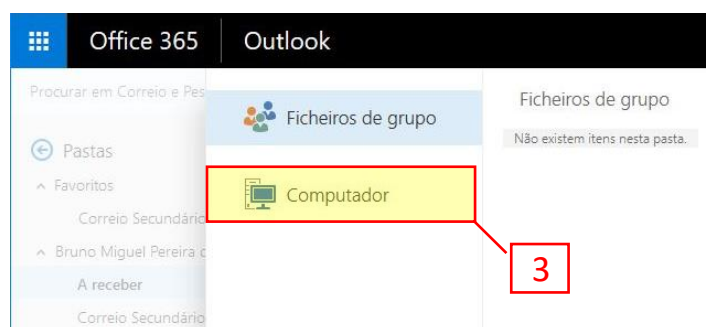 Office 365 Outlook
Procurar em Correio e Pes
Pastas
Favoritos
Correio Secundário
Bruno Miguel Pereira
A receber
Correio Secundário
Ficheiros de grupo
Computador
3
Ficheiros de grupo
Não existem itens nesta pasta.